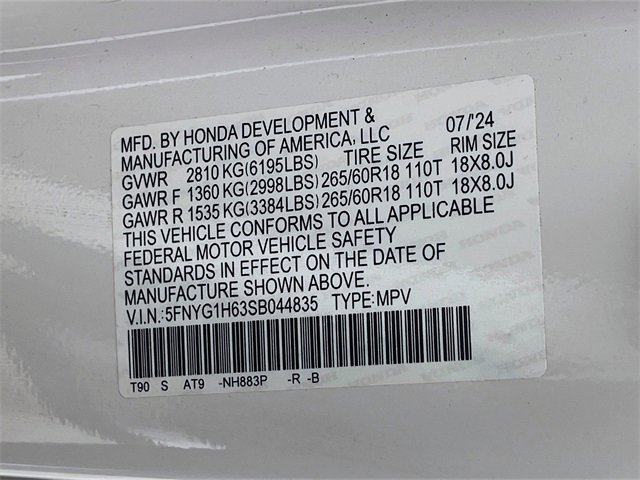 MFD. BY HONDA DEVELOPMENT &
MANUFACTURING OF AMERICA, LLC 07/'24
GVWR 2810 KG(6195LBS) TIRE SIZE RIM SIZE
GAWR F 1360 KG(2998LBS) 265/60R18 110T 18X8.0J
GAWR R 1535 KG(3384LBS) 265/60R18 110T 18X8.0J
THIS VEHICLE CONFORMS TO ALL APPLICABLE
FEDERAL MOTOR VEHICLE SAFETY
STANDARDS IN EFFECT ON THE DATE OF
MANUFACTURE SHOWN ABOVE.
V.I.N.:5FNYG1H63SB044835 TYPE:MPV
T90 S AT9 -NH883P -R -B